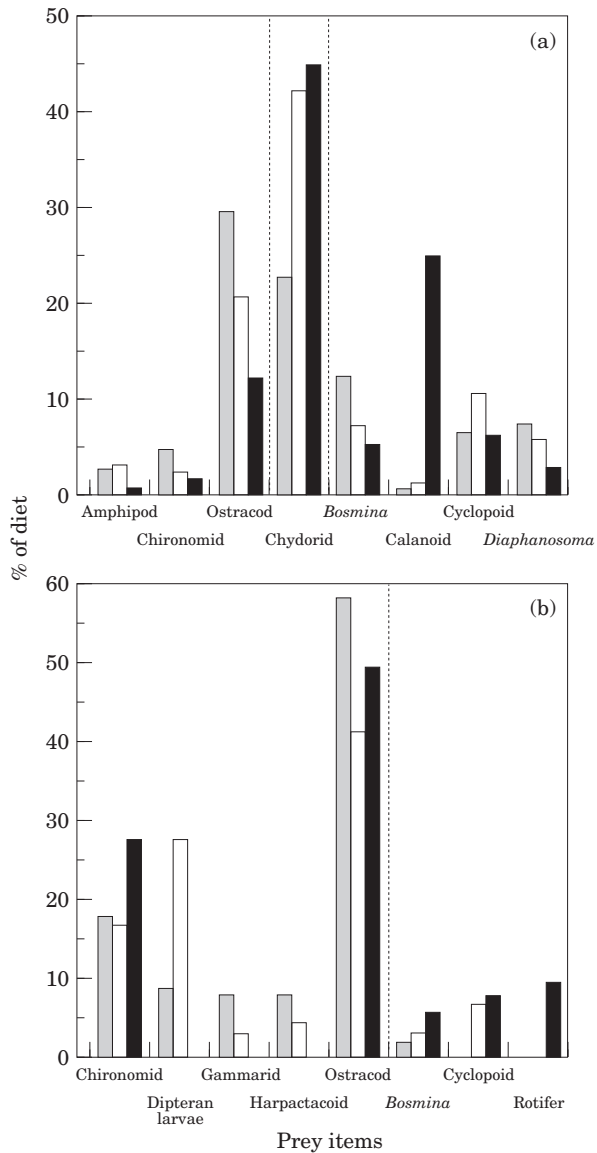 50
(a)
40
30
20
10
0
Amphipod Ostracod Bosmina Cyclopoid
Chironomid Chydorid Calanoid Diaphanosoma
% of diet
60
(b)
50
40
30
20
10
0
Chironomid Gammarid Ostracod Cyclopoid
Dipteran Harpactacoid Bosmina Rotifer
larvae
Prey items